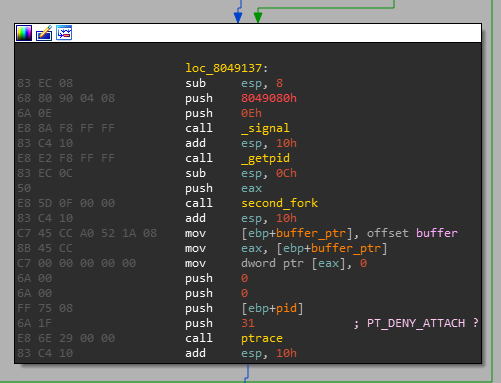 loc_8049137:
83 EC 08 sub esp, 8
68 80 90 04 08 push 8049080h
6A 0E push 0Eh
E8 8A F8 FF FF call _signal
83 C4 10 add esp, 10h
E8 E2 F8 FF FF call _getpid
83 EC 0C sub esp, 0Ch
50 push eax
E8 5D 0F 00 00 call second_fork
83 C4 10 add esp, 10h
C7 45 CC A0 52 1A 08 mov [ebp+buffer_ptr], offset buffer
8B 45 CC mov eax, [ebp+buffer_ptr]
C7 00 00 00 00 00 mov dword ptr [eax], 0
6A 00 push 0
6A 00 push 0
FF 75 08 push [ebp+pid]
6A 1F push 31 ; PT_DENY_ATTACH ?
E8 6E 29 00 00 call ptrace
83 C4 10 add esp, 10h